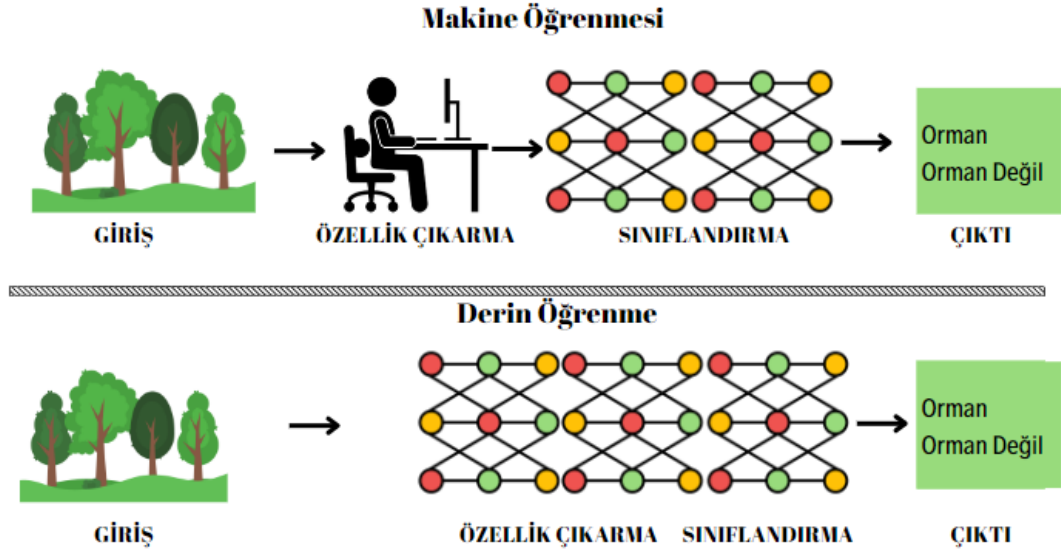 Makine Öğrenmesi
Orman
Orman Değil
GİRİŞ ÖZELLİK ÇIKARMA SINIFLANDIRMA ÇIKTI
Derin Öğrenme
Orman
Orman Değil
GİRİŞ ÖZELLİK ÇIKARMA SINIFLANDIRMA ÇIKTI